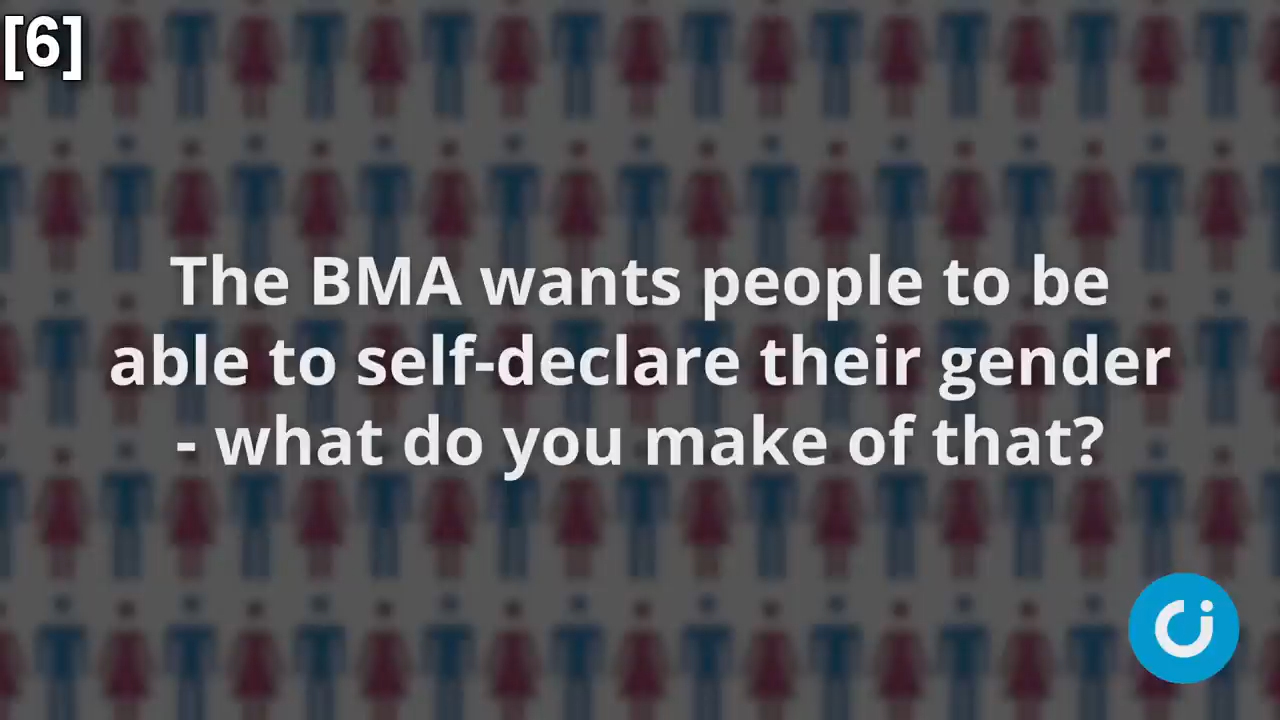 [6]
The BMA wants people to be
able to self-declare their gender
- what do you make of that?